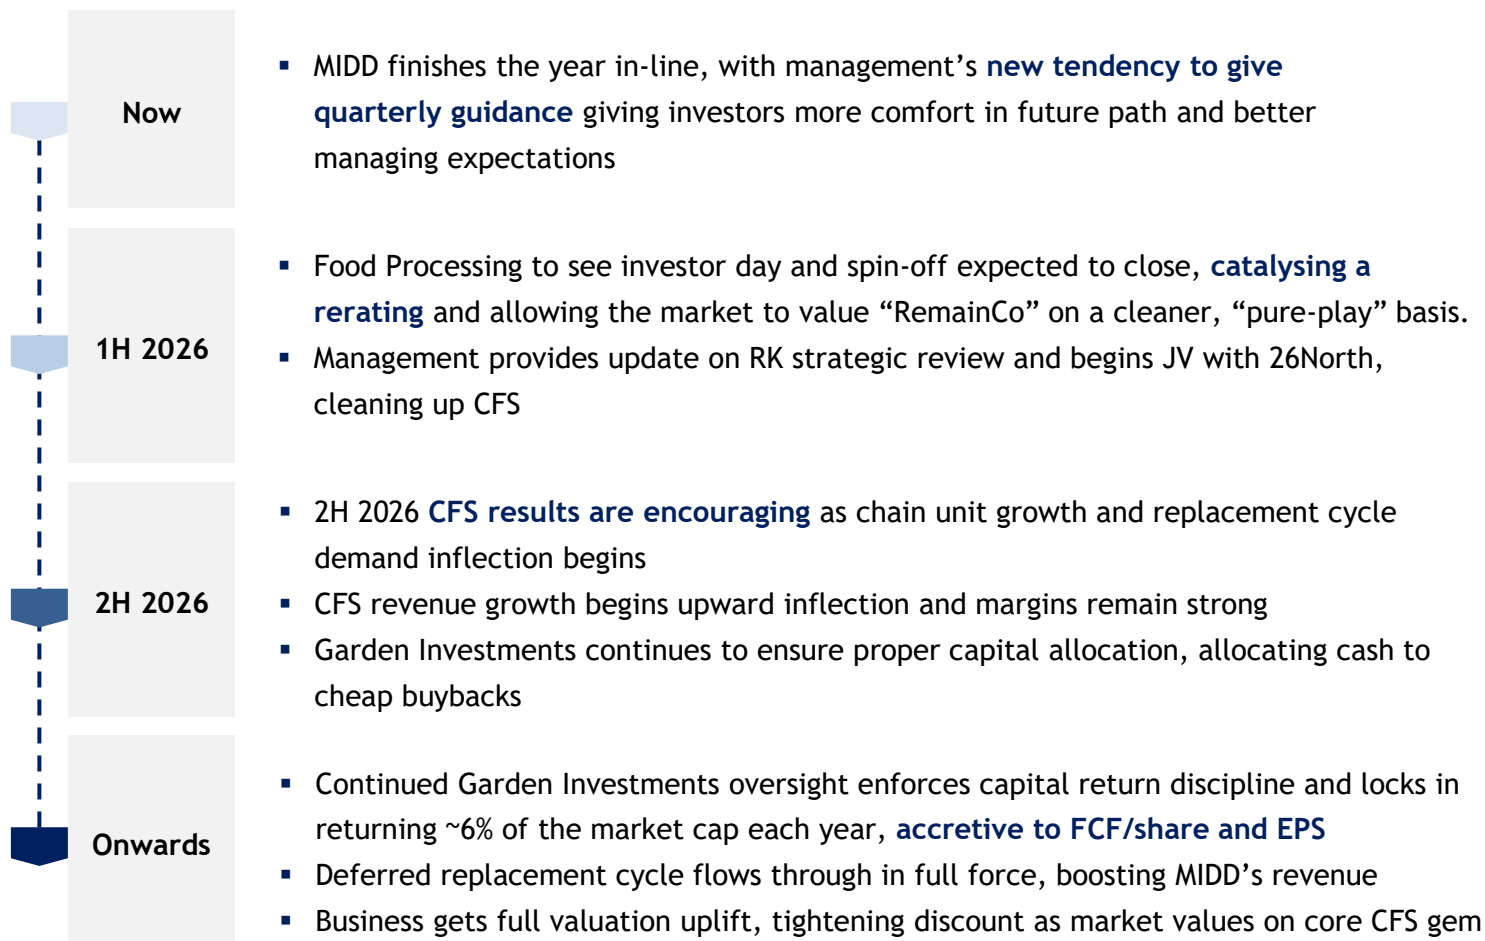 Now
▪ MIDD finishes the year in-line, with management’s new tendency to give
quarterly guidance giving investors more comfort in future path and better
managing expectations
1H 2026
▪ Food Processing to see investor day and spin-off expected to close, catalysing a
rerating and allowing the market to value “RemainCo” on a cleaner, “pure-play” basis.
▪ Management provides update on RK strategic review and begins JV with 26North,
cleaning up CFS
2H 2026
▪ 2H 2026 CFS results are encouraging as chain unit growth and replacement cycle
demand inflection begins
▪ CFS revenue growth begins upward inflection and margins remain strong
▪ Garden Investments continues to ensure proper capital allocation, allocating cash to
cheap buybacks
Onwards
▪ Continued Garden Investments oversight enforces capital return discipline and locks in
returning ~6% of the market cap each year, accretive to FCF/share and EPS
▪ Deferred replacement cycle flows through in full force, boosting MIDD’s revenue
▪ Business gets full valuation uplift, tightening discount as market values on core CFS gem